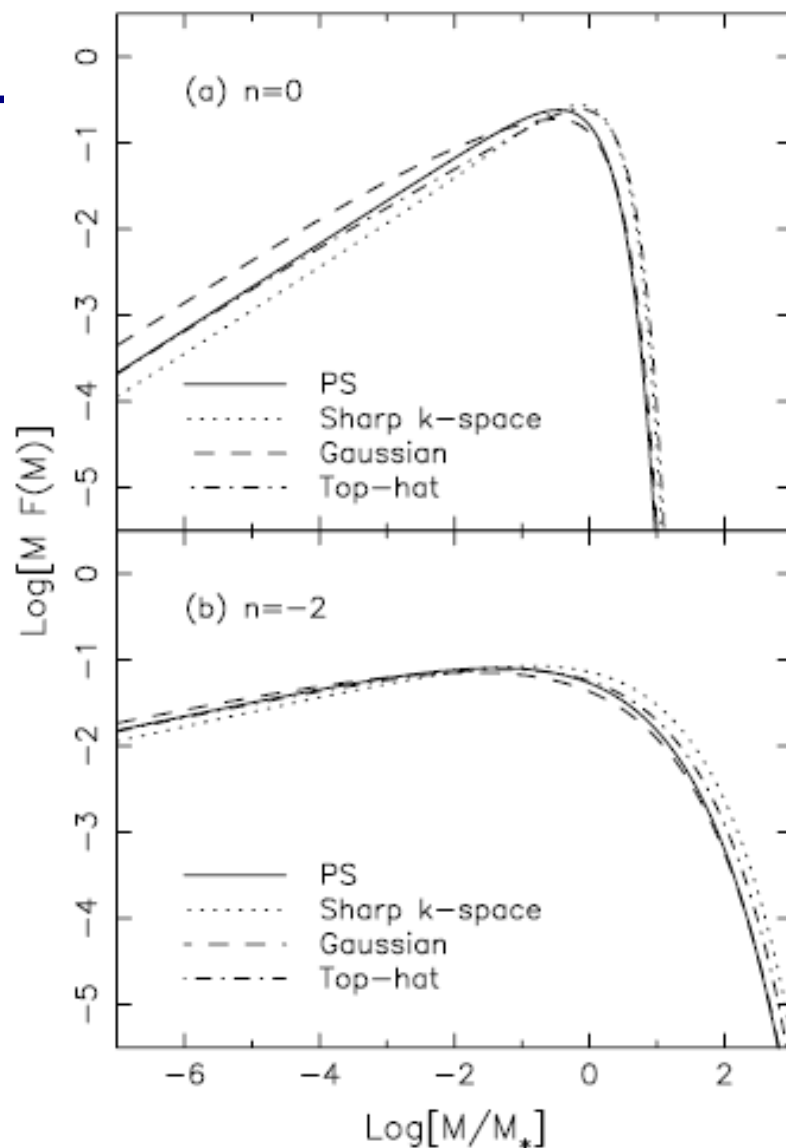 0
(a) n=0
−1
−2
−3
−4
−5
PS
Sharp k−space
Gaussian
Top−hat
Log[M F(M)]
0
(b) n=−2
−1
−2
−3
−4
−5
PS
Sharp k−space
Gaussian
Top−hat
−6 −4 −2 0 2
Log[M/M*]